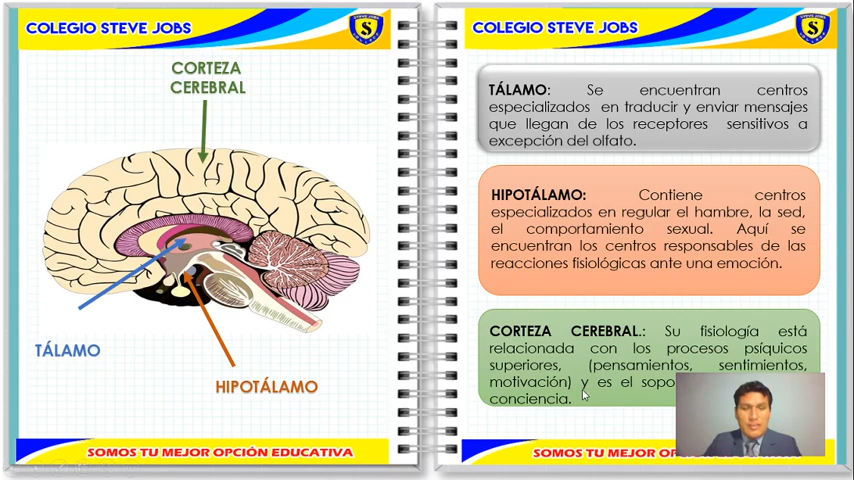 COLEGIO STEVE JOBS
CORTEZA
CEREBRAL
TÁLAMO
HIPOTÁLAMO
SOMOS TU MEJOR OPCIÓN EDUCATIVA
COLEGIO STEVE JOBS
TÁLAMO: Se encuentran centros
especializados en traducir y enviar mensajes
que llegan de los receptores sensitivos a
excepción del olfato.
HIPOTÁLAMO: Contiene centros
especializados en regular el hambre, la sed,
el comportamiento sexual. Aquí se
encuentran los centros responsables de las
reacciones fisiológicas ante una emoción.
CORTEZA CEREBRAL.: Su fisiología está
relacionada con los procesos psíquicos
superiores, (pensamientos, sentimientos,
motivación) y es el
conciencia.
SOMOS TU MEJOR